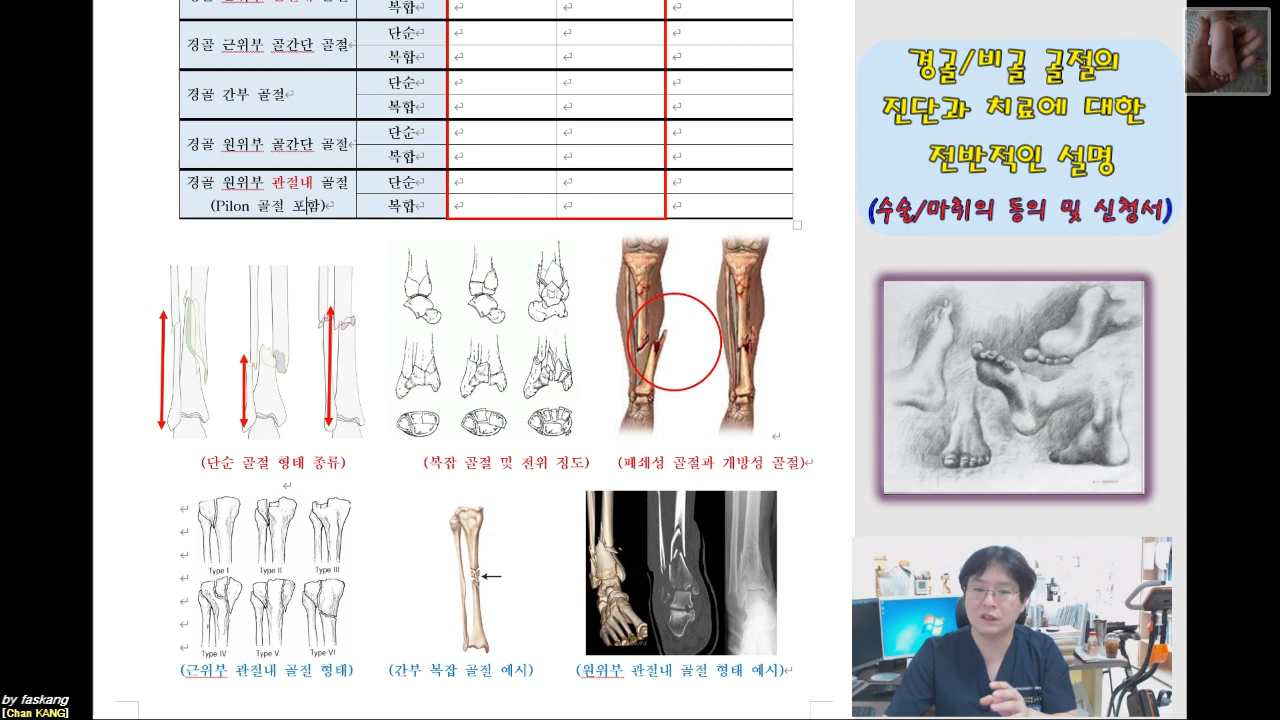 복합
경골 근위부 골간단 골절
단순
복합
경골 간부 골절
단순
복합
경골 원위부 골간단 골절
단순
복합
경골 원위부 관절내 골절
(Pilon 골절 포함)
단순
복합
(단순 골절 형태 종류)
(복잡 골절 및 전위 정도)
(폐쇄성 골절과 개방성 골절)
Type I
Type II
Type III
Type IV
Type V
Type VI
(근위부 관절내 골절 형태)
(간부 복잡 골절 예시)
(원위부 관절내 골절 형태 예시)
경골/비골 골절의
진단과 치료에 대한
전반적인 설명
(수술/마취의 동의 및 신청서)
by faskang
[Chan KANG]